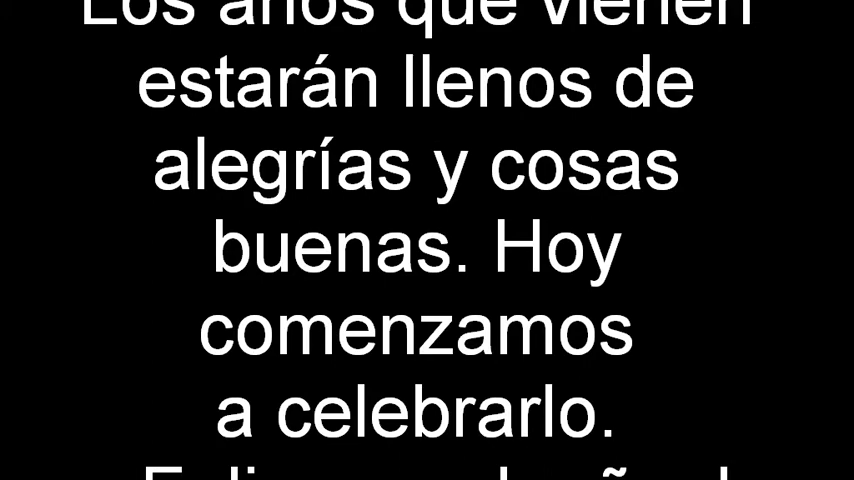 Los años que vienen
estarán llenos de
alegrías y cosas
buenas. Hoy
comenzamos
a celebrarlo.